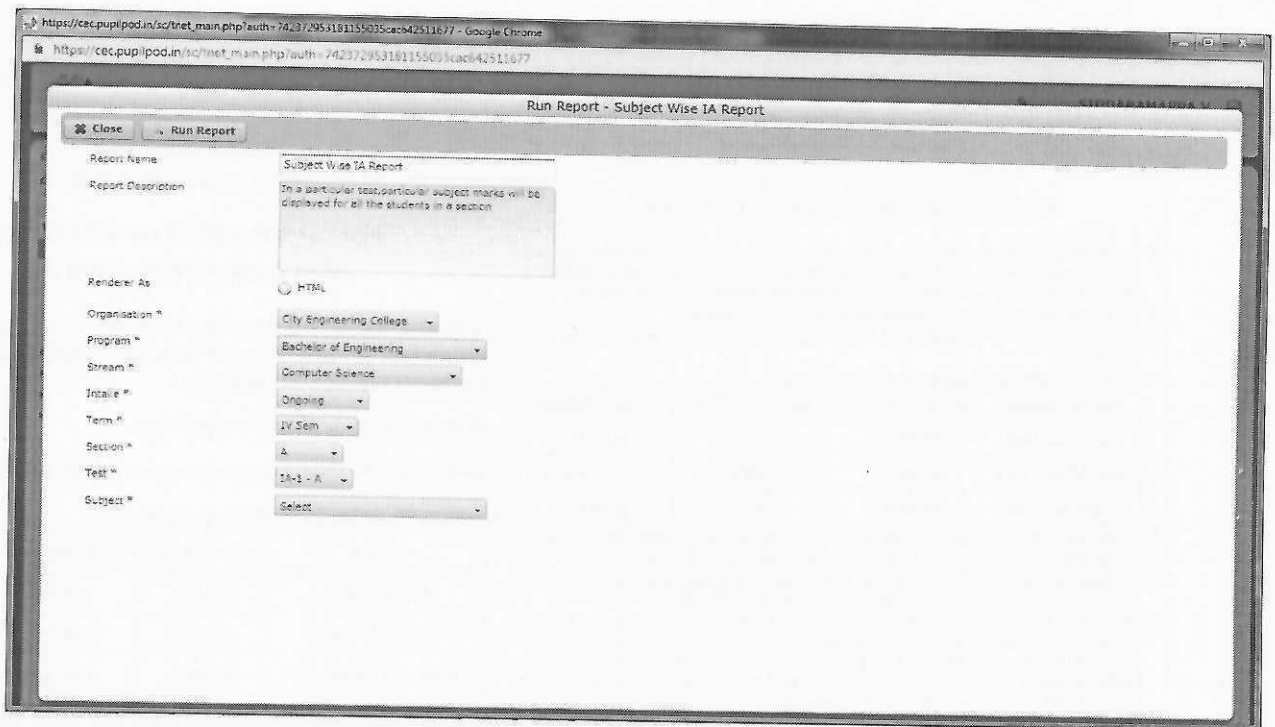 https://cec.pupilpod.in/sc/tnet_main.php?auth=742372953181155035cac642511677 - Google Chrome
https://cec.pupilpod.in/sc/tnet_main.php?auth=742372953181155035cac642511677
Run Report - Subject Wise IA Report
Close Run Report
Report Name Subject Wise IA Report
Report Description In a particular test,particular subject marks will be
displayed for all the students in a section
Renderer As HTML
Organisation * City Engineering College
Program * Bachelor of Engineering
Stream * Computer Science
Intake * Ongoing
Term * IV Sem
Section * A
Test * IA-1 - A
Subject * Select